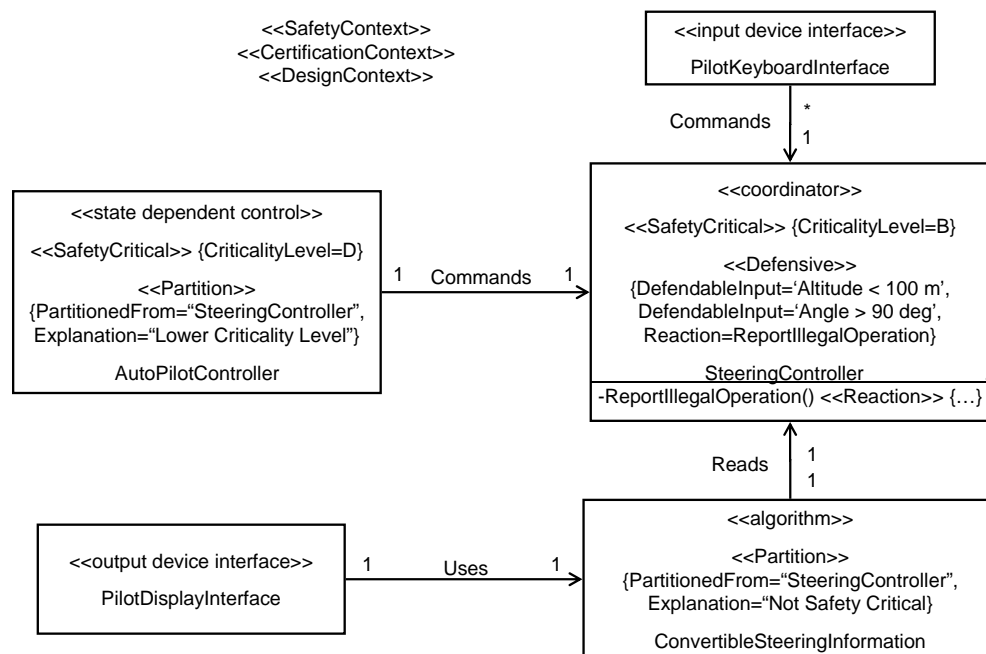 <<SafetyContext>>
<<CertificationContext>>
<<DesignContext>>
<<input device interface>>
PilotKeyboardInterface
Commands
*
1
<<state dependent control>>
<<SafetyCritical>> {CriticalityLevel=D}
<<Partition>>
{PartitionedFrom=“SteeringController”,
Explanation=“Lower Criticality Level”}
AutoPilotController
1 Commands 1
<<coordinator>>
<<SafetyCritical>> {CriticalityLevel=B}
<<Defensive>>
{DefendableInput=‘Altitude < 100 m’,
DefendableInput=‘Angle > 90 deg’,
Reaction=ReportIllegalOperation}
SteeringController
-ReportIllegalOperation() <<Reaction>> {…}
Reads
1
1
<<output device interface>>
PilotDisplayInterface
1 Uses 1
<<algorithm>>
<<Partition>>
{PartitionedFrom=“SteeringController”,
Explanation=“Not Safety Critical}
ConvertibleSteeringInformation